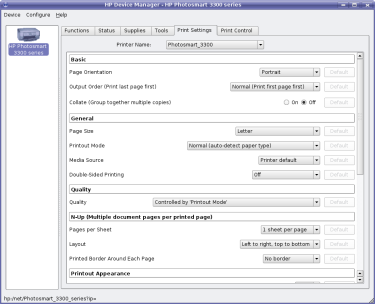 HP Device Manager - HP Photosmart 3300 series
Device Configure Help
HP Photosmart
3300 series
Functions Status Supplies Tools Print Settings Print Control
Printer Name: Photosmart_3300
Basic
Page Orientation Portrait Default
Output Order (Print last page first) Normal (Print first page first) Default
Collate (Group together multiple copies) On Off Default
General
Page Size Letter Default
Printout Mode Normal (auto-detect paper type) Default
Media Source Printer default Default
Double-Sided Printing Off Default
Quality
Quality Controlled by 'Printout Mode' Default
N-Up (Multiple document pages per printed page)
Pages per Sheet 1 sheet per page Default
Layout Left to right, top to bottom Default
Printed Border Around Each Page No border Default
Printout Appearance
hp:/net/Photosmart_3300_series?ip=